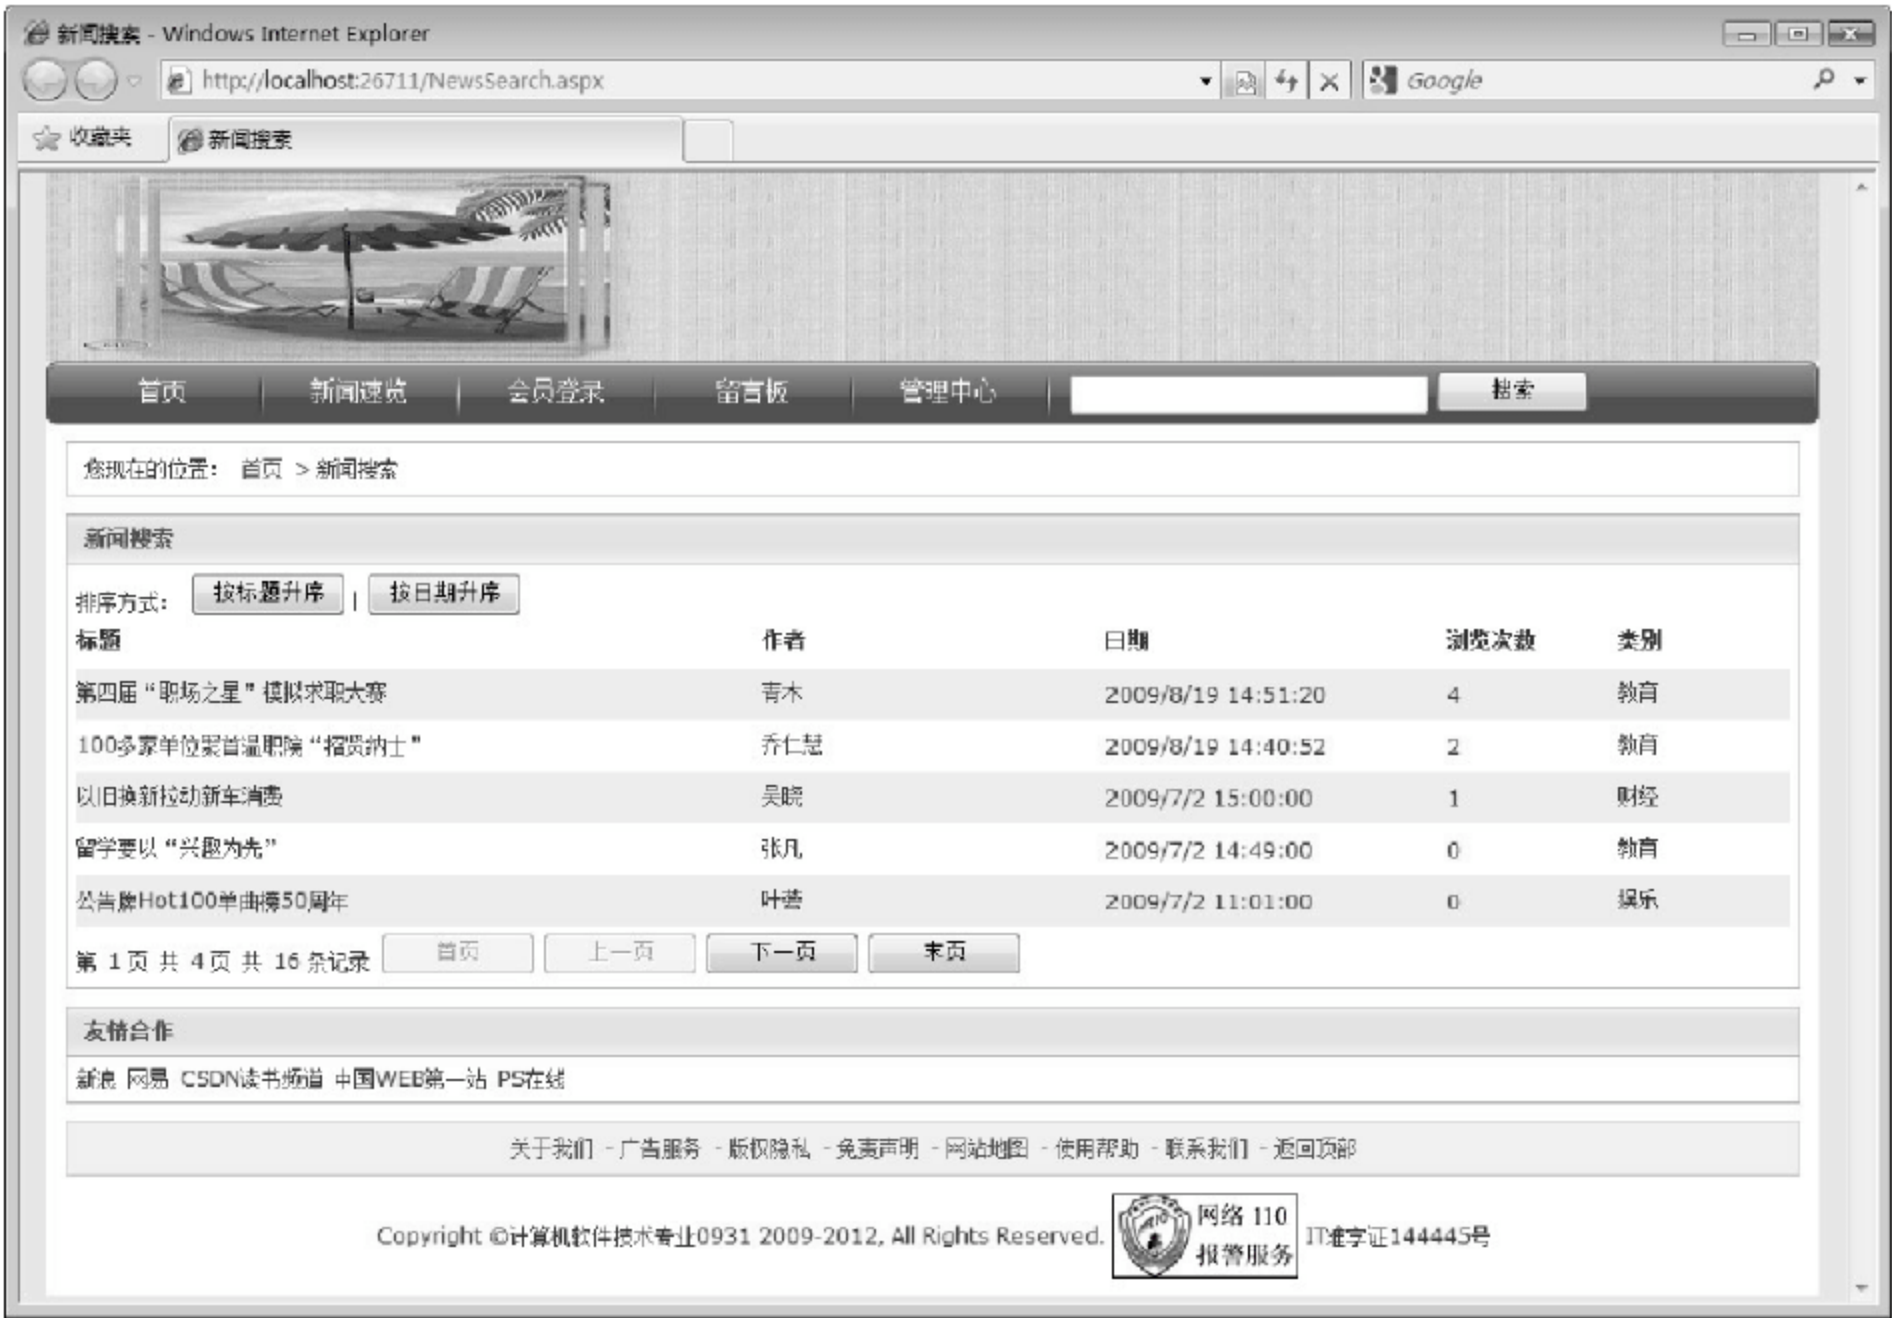 新闻搜索 - Windows Internet Explorer
http://localhost:26711/NewsSearch.aspx Google
收藏夹 新闻搜索
首页 新闻速览 会员登录 留言板 管理中心 搜索
您现在的位置： 首页 > 新闻搜索
新闻搜索
排序方式： 按标题升序 | 按日期升序
标题 作者 日期 浏览次数 类别
第四届“职场之星”模拟求职大赛 青木 2009/8/19 14:51:20 4 教育
100多家单位聚首温职院“招贤纳士” 乔仁慧 2009/8/19 14:40:52 2 教育
以旧换新拉动新车消费 吴晓 2009/7/2 15:00:00 1 财经
留学要以“兴趣为先” 张凡 2009/7/2 14:49:00 0 教育
公告牌Hot100单曲榜50周年 2009/7/2 11:01:00 0 娱乐
第 1页 共 4页 共 16 条记录 首页 上一页 下一页 末页
友情合作
新浪 网易 CSDN读书频道 中国WEB第一站 PS在线
关于我们 - 广告服务 - 版权隐私 - 免责声明 - 网站地图 - 使用帮助 - 联系我们 - 返回顶部
Copyright ©计算机软件技术专业0931 2009-2012, All Rights Reserved. 网络 110 报警服务 IT准字证144445号